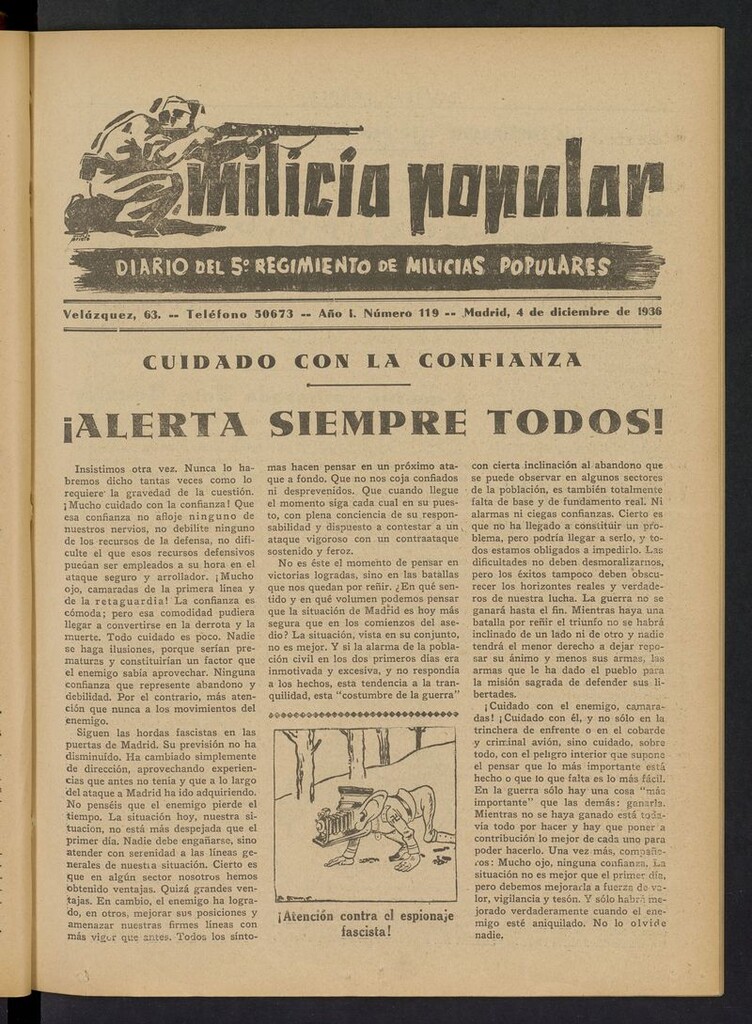 milicia popular
prieto
DIARIO DEL 5º REGIMIENTO DE MILICIAS POPULARES
Velázquez, 63. -- Teléfono 50673 -- Año I. Número 119 -- Madrid, 4 de diciembre de 1936
CUIDADO CON LA CONFIANZA
¡ALERTA SIEMPRE TODOS!
Insistimos otra vez. Nunca lo ha-
bremos dicho tantas veces como lo
requiere la gravedad de la cuestión.
¡Mucho cuidado con la confianza! Que
esa confianza no afloje ninguno de
nuestros nervios, no debilite ninguno
de los recursos de la defensa, no difi-
culte el que esos recursos defensivos
puedan ser empleados a su hora en el
ataque seguro y arrollador. ¡Mucho
ojo, camaradas de la primera línea y
de la retaguardia! La confianza es
cómoda; pero esa comodidad pudiera
llegar a convertirse en la derrota y la
muerte. Todo cuidado es poco. Nadie
se haga ilusiones, porque serían pre-
maturas y constituirían un factor que
el enemigo sabía aprovechar. Ninguna
confianza que represente abandono y
debilidad. Por el contrario, más aten-
ción que nunca a los movimientos del
enemigo.
Siguen las hordas fascistas en las
puertas de Madrid. Su previsión no ha
disminuído. Ha cambiado simplemente
de dirección, aprovechando experien-
cias que antes no tenía y que a lo largo
del ataque a Madrid ha ido adquiriendo.
No penséis que el enemigo pierde el
tiempo. La situación hoy, nuestra si-
tuacion, no está más despejada que el
primer día. Nadie debe engañarse, sino
atender con serenidad a las líneas ge-
nerales de nuestra situación. Cierto es
que en algún sector nosotros hemos
obtenido ventajas. Quizá grandes ven-
tajas. En cambio, el enemigo ha logra-
do, en otros, mejorar sus posiciones y
amenazar nuestras firmes líneas con
más vigor que antes. Todos los sínto-
mas hacen pensar en un próximo ata-
que a fondo. Que no nos coja confiados
ni desprevenidos. Que cuando llegue
el momento siga cada cual en su pues-
to, con plena conciencia de su respon-
sabilidad y dispuesto a contestar a un
ataque vigoroso con un contraataque
sostenido y feroz.
No es éste el momento de pensar en
victorias logradas, sino en las batallas
que nos quedan por reñir. ¿En qué sen-
tido y en qué volumen podemos pensar
que la situación de Madrid es hoy más
segura que en los comienzos del ase-
dio? La situación, vista en su conjunto,
no es mejor. Y si la alarma de la pobla-
ción civil en los dos primeros días era
inmotivada y excesiva, y no respondía
a los hechos, esta tendencia a la tran-
quilidad, esta "costumbre de la guerra"
¡Atención contra el espionaje
fascista!
con cierta inclinación al abandono que
se puede observar en algunos sectores
de la población, es también totalmente
falta de base y de fundamento real. Ni
alarmas ni ciegas confianzas. Cierto es
que no ha llegado a constituir un pro-
blema, pero podría llegar a serlo, y to-
dos estamos obligados a impedirlo. Las
dificultades no deben desmoralizarnos,
pero los éxitos tampoco deben obscu-
recer los horizontes reales y verdade-
ros de nuestra lucha. La guerra no se
ganará hasta el fin. Mientras haya una
batalla por reñir el triunfo no se habrá
inclinado de un lado ni de otro y nadie
tendrá el menor derecho a dejar repo-
sar su ánimo y menos sus armas, las
armas que le ha dado el pueblo para
la misión sagrada de defender sus li-
bertades.
¡Cuidado con el enemigo, camara-
das! ¡Cuidado con él, y no sólo en la
trinchera de enfrente o en el cobarde
y criminal avión, sino cuidado, sobre
todo, con el peligro interior que supone
el pensar que lo más importante está
hecho o que lo que falta es lo más fácil.
En la guerra sólo hay una cosa "más
importante" que las demás: ganarla.
Mientras no se haya ganado está toda-
vía todo por hacer y hay que poner a
contribución lo mejor de cada uno para
poder hacerlo. Una vez más, compañe-
ros: Mucho ojo, ninguna confianza. La
situación no es mejor que el primer día,
pero debemos mejorarla a fuerza de va-
lor, vigilancia y tesón. Y sólo habrá me-
jorado verdaderamente cuando el ene-
migo esté aniquilado. No lo olvide
nadie.